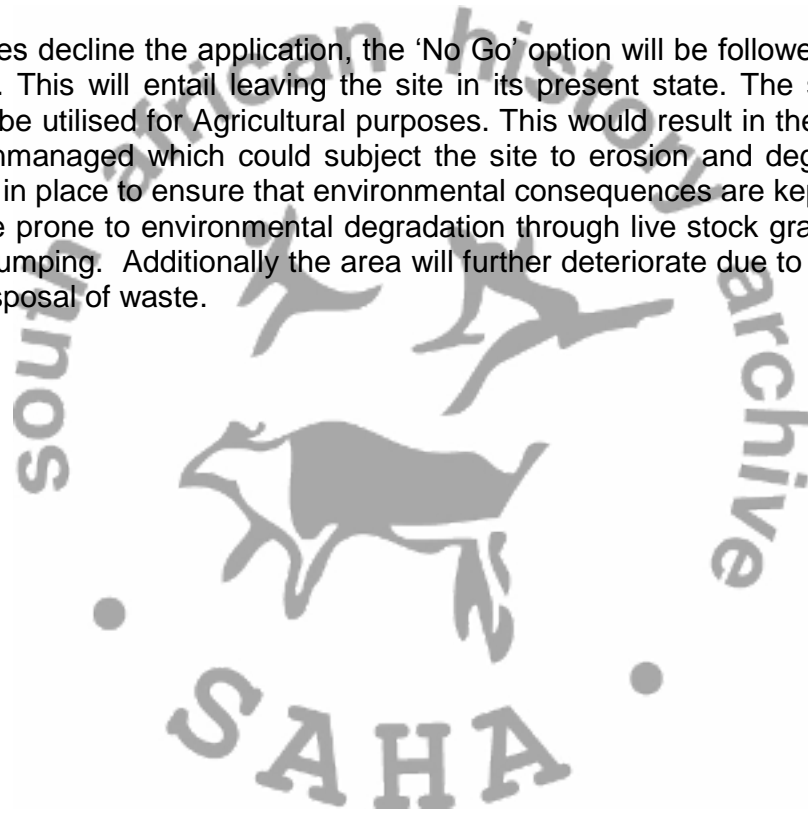 es decline the application, the ‘No Go’ option will be followe
. This will entail leaving the site in its present state. The s
be utilised for Agricultural purposes. This would result in the
nmanaged which could subject the site to erosion and deg
in place to ensure that environmental consequences are kep
e prone to environmental degradation through live stock gra
umping. Additionally the area will further deteriorate due to
sposal of waste.
south african history archive
• SAHA •